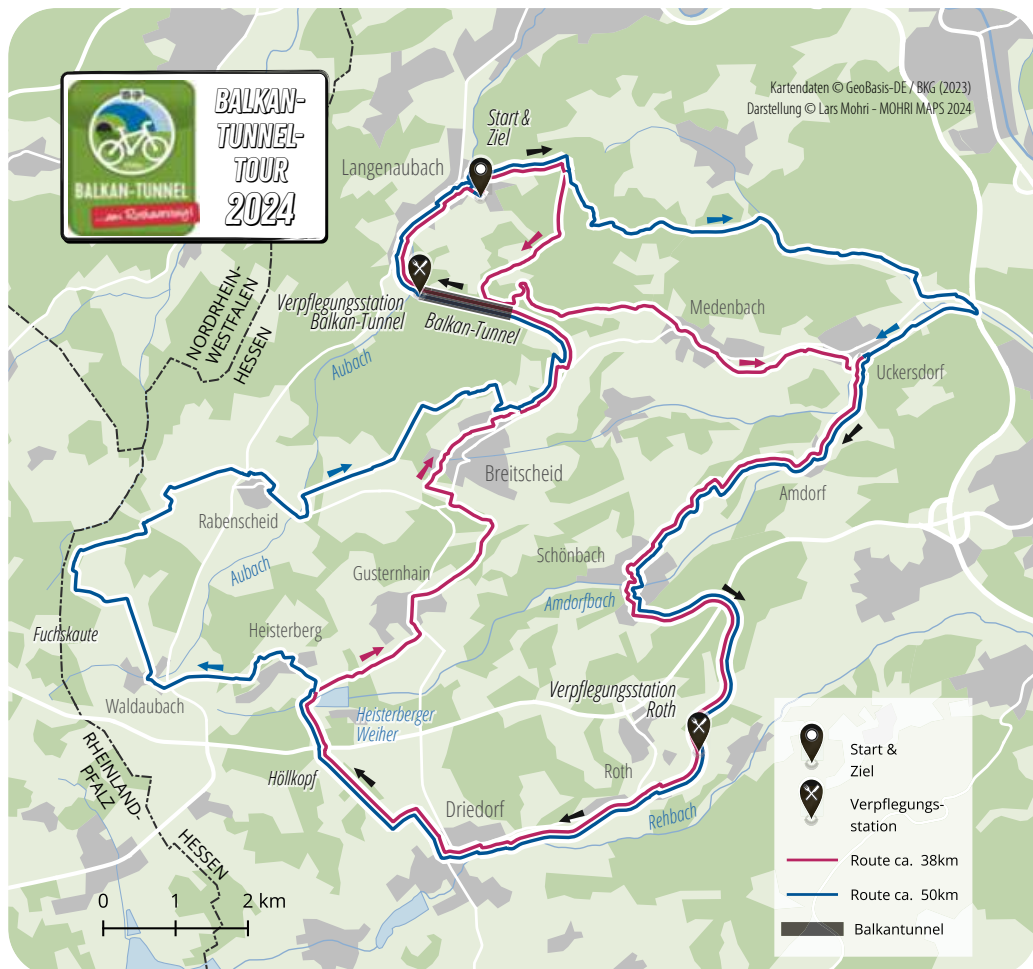 BALKAN-
TUNNEL-
TOUR
2024
BALKAN-TUNNEL
...am Rothaarsteig!
Kartendaten © GeoBasis-DE / BKG (2023)
Darstellung © Lars Mohri - MOHRI MAPS 2024
Start &
Ziel
Langenaubach
NORDRHEIN-
WESTFALEN
HESSEN
Verpflegungsstation
Balkan-Tunnel
Balkan-Tunnel
Medenbach
Aubach
Uckersdorf
Breitscheid
Amdorf
Rabenscheid
Schönbach
Aubach
Gusternhain
Amdorfbach
Fuchskaute
Heisterberg
Waldaubach
Verpflegungsstation
Roth
Heisterberger
Weiher
Höllkopf
Roth
RHEINLAND-
PFALZ
HESSEN
Driedorf
Rehbach
0 1 2 km
Start &
Ziel
Verpflegungs-
station
Route ca. 38km
Route ca. 50km
Balkantunnel